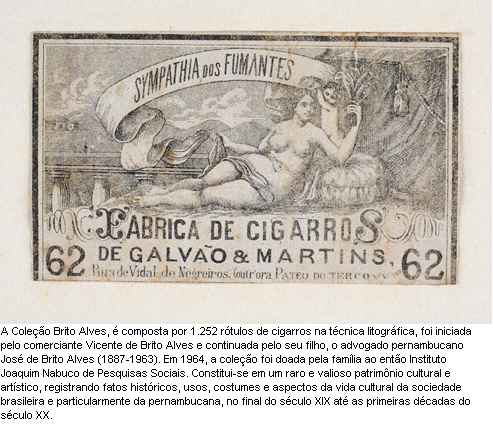 SYMPATHIA DOS FUMANTES
FABRICA DE CIGARROS
DE GALVÃO & MARTINS.
62 Rua de Vidal de Negreiros, Outr'ora PATEO DO TERCO 62
A Coleção Brito Alves, é composta por 1.252 rótulos de cigarros na técnica litográfica, foi iniciada
pelo comerciante Vicente de Brito Alves e continuada pelo seu filho, o advogado pernambucano
José de Brito Alves (1887-1963). Em 1964, a coleção foi doada pela família ao então Instituto
Joaquim Nabuco de Pesquisas Sociais. Constitui-se em um raro e valioso patrimônio cultural e
artístico, registrando fatos históricos, usos, costumes e aspectos da vida cultural da sociedade
brasileira e particularmente da pernambucana, no final do século XIX até as primeiras décadas do
século XX.